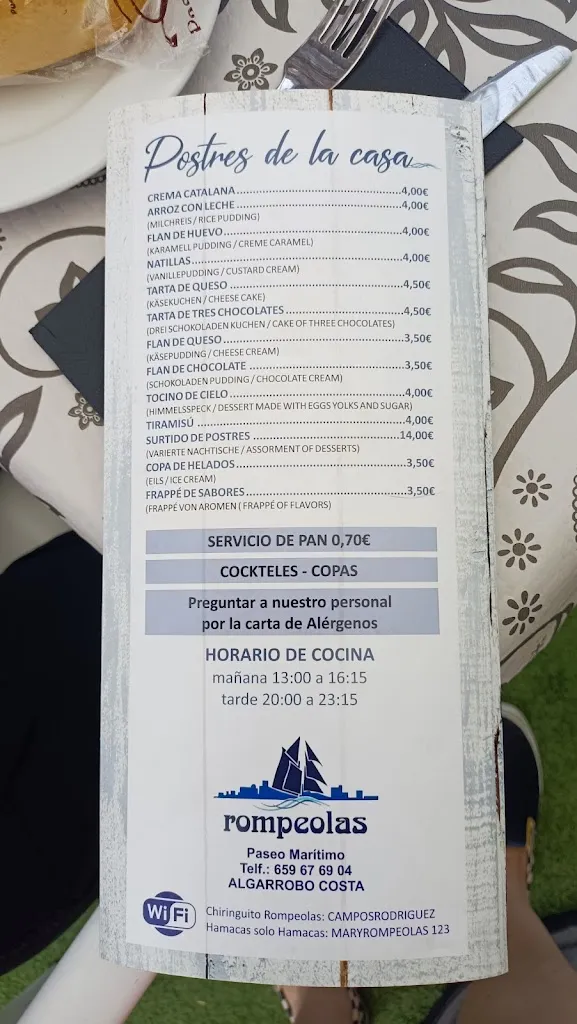 Postres de la casa
CREMA CATALANA 4,00€
ARROZ CON LECHE 4,00€
(MILCHREIS / RICE PUDDING)
FLAN DE HUEVO 4,00€
(KARAMELL PUDDING / CREME CARAMEL)
NATILLAS 4,00€
(VANILLEPUDDING / CUSTARD CREAM)
TARTA DE QUESO 4,50€
(KÄSEKUCHEN / CHEESE CAKE)
TARTA DE TRES CHOCOLATES 4,50€
(DREI SCHOKOLADEN KUCHEN / CAKE OF THREE CHOCOLATES)
FLAN DE QUESO 3,50€
(KÄSEPUDDING / CHEESE CREAM)
FLAN DE CHOCOLATE 3,50€
(SCHOKOLADEN PUDDING / CHOCOLATE CREAM)
TOCINO DE CIELO 4,00€
(HIMMELSSPECK / DESSERT MADE WITH EGGS YOLKS AND SUGAR)
TIRAMISÚ 4,00€
SURTIDO DE POSTRES 14,00€
(VARIERTE NACHTISCHE / ASSORMENT OF DESSERTS)
COPA DE HELADOS 3,50€
(EILS / ICE CREAM)
FRAPPÉ DE SABORES 3,50€
(FRAPPÉ VON AROMEN ( FRAPPÉ OF FLAVORS)
SERVICIO DE PAN 0,70€
COCKTELES - COPAS
Preguntar a nuestro personal
por la carta de Alérgenos
HORARIO DE COCINA
mañana 13:00 a 16:15
tarde 20:00 a 23:15
rompeolas
Paseo Marítimo
Telf.: 659 67 69 04
ALGARROBO COSTA
WiFi
Chiringuito Rompeolas: CAMPOSRODRIGUEZ
Hamacas solo Hamacas: MARYROMPEOLAS 123